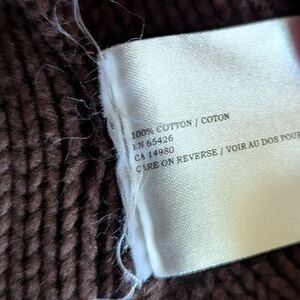 100% COTTON / COTON
RN 65426
CA 14980
CARE ON REVERSE / VOIR AU DOS POUR